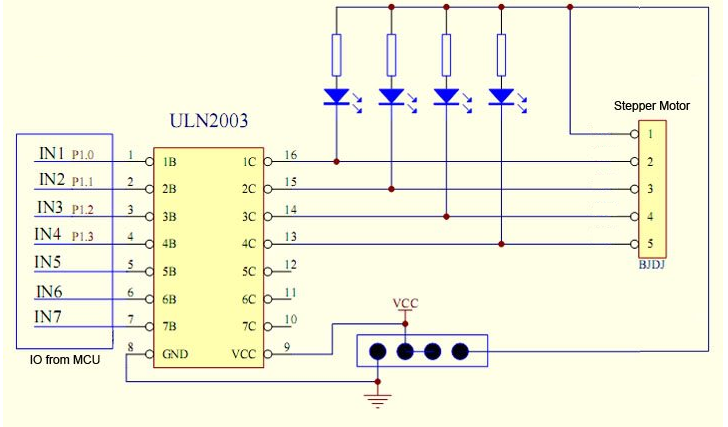 Stepper Motor
ULN2003
IN1 P1.0 1 1B 1C 16 1
IN2 P1.1 2 2B 2C 15 2
IN3 P1.2 3 3B 3C 14 3
IN4 P1.3 4 4B 4C 13 4
IN5 5 5B 5C 12 5
BJDJ
IN6 6 6B 6C 11
IN7 7 7B 7C 10
VCC
8 GND VCC 9
IO from MCU